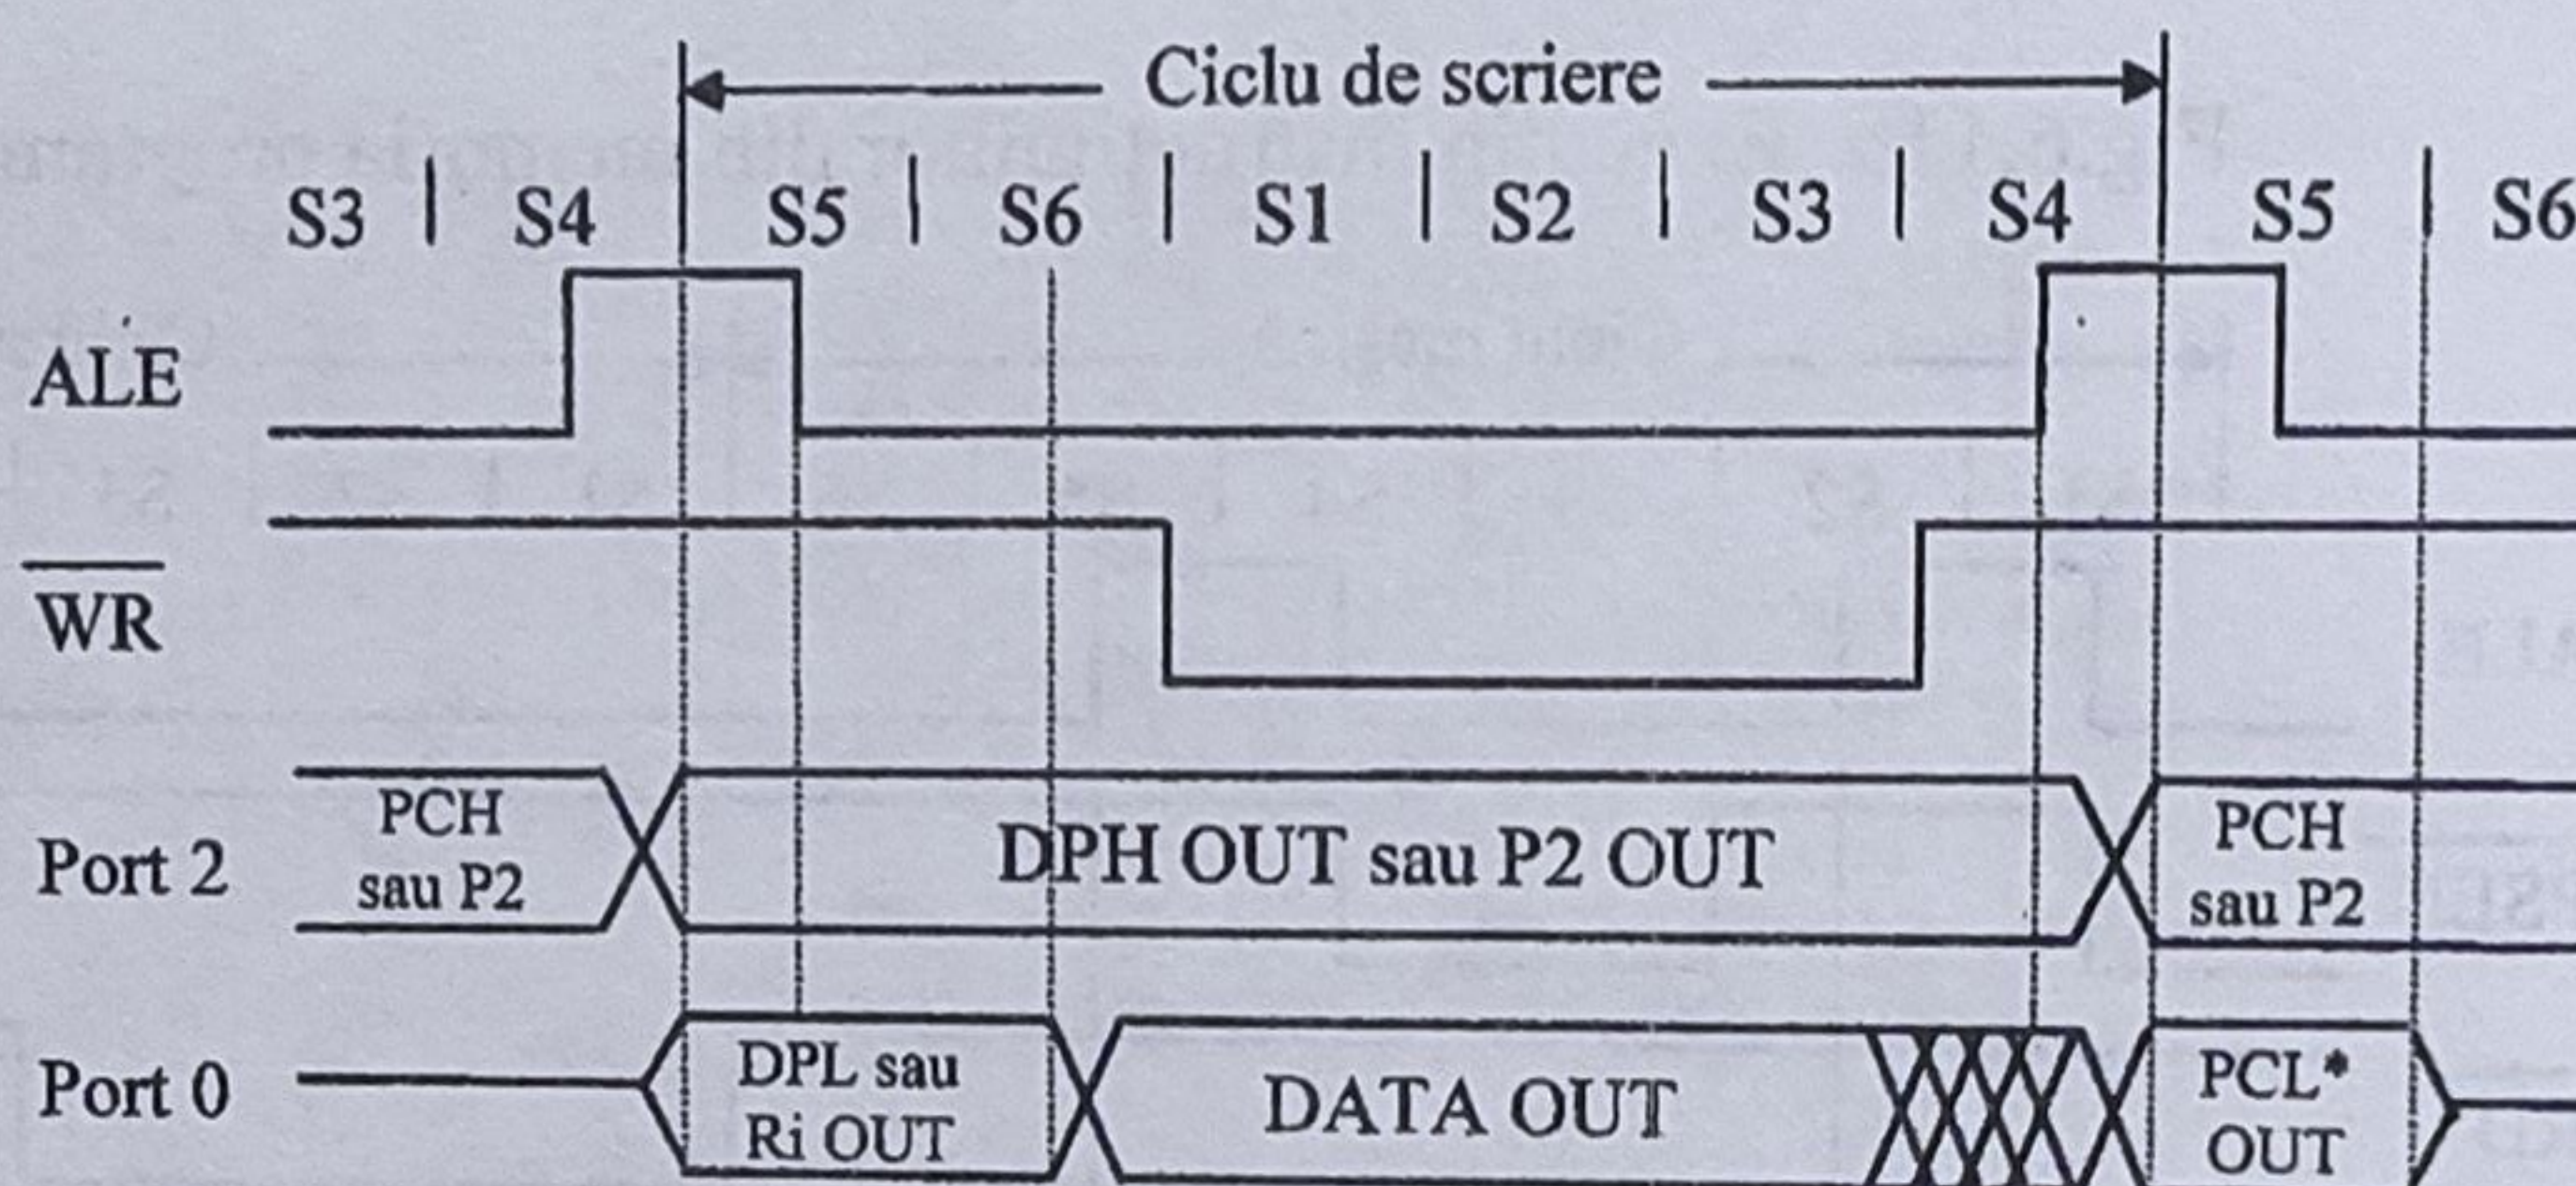 Ciclu de scriere
S3 S4 S5 S6 S1 S2 S3 S4 S5 S6
ALE
WR
Port 2
PCH
sau P2
DPH OUT sau P2 OUT
PCH
sau P2
Port 0
DPL sau
Ri OUT
DATA OUT
PCL*
OUT